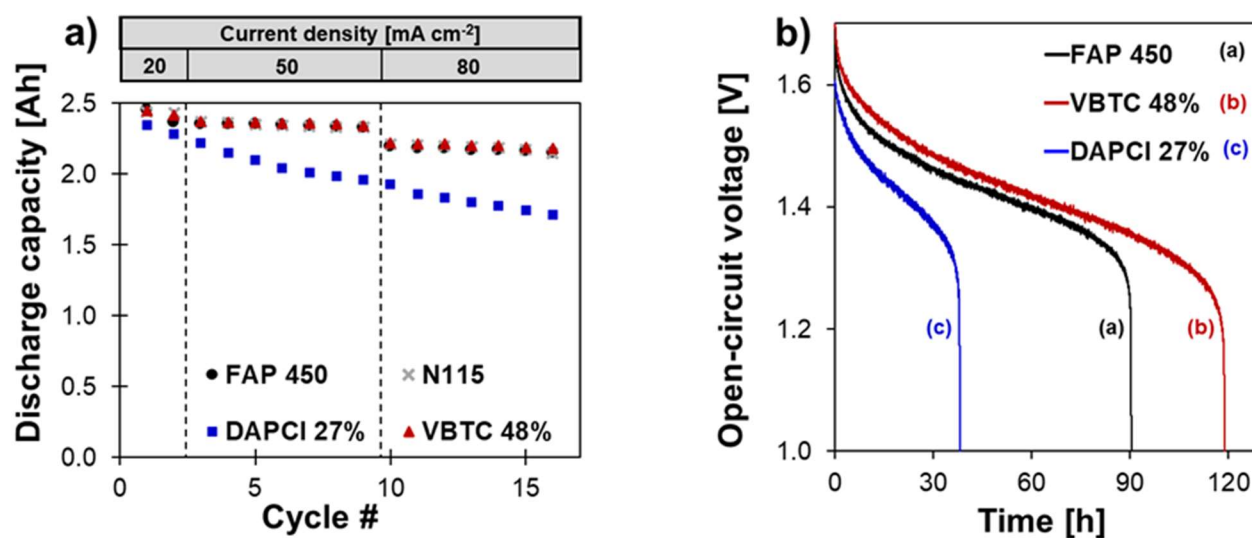 a)
Current density [mA cm-2]
20 50 80
Discharge capacity [Ah]
2.5
2.0
1.5
1.0
0.5
0.0
FAP 450
N115
DAPCI 27%
VBTC 48%
0 5 10 15
Cycle #
b)
Open-circuit voltage [V]
1.6
1.4
1.2
1.0
FAP 450 (a)
VBTC 48% (b)
DAPCI 27% (c)
(c) (a) (b)
0 30 60 90 120
Time [h]